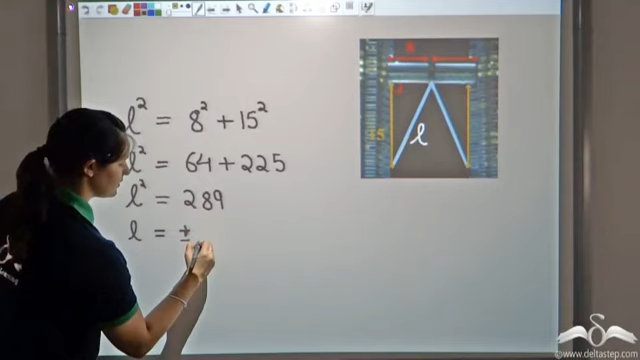 l² = 8² + 15²
l² = 64 + 225
l² = 289
l = ±
8
15
l
©www.deltastep.com